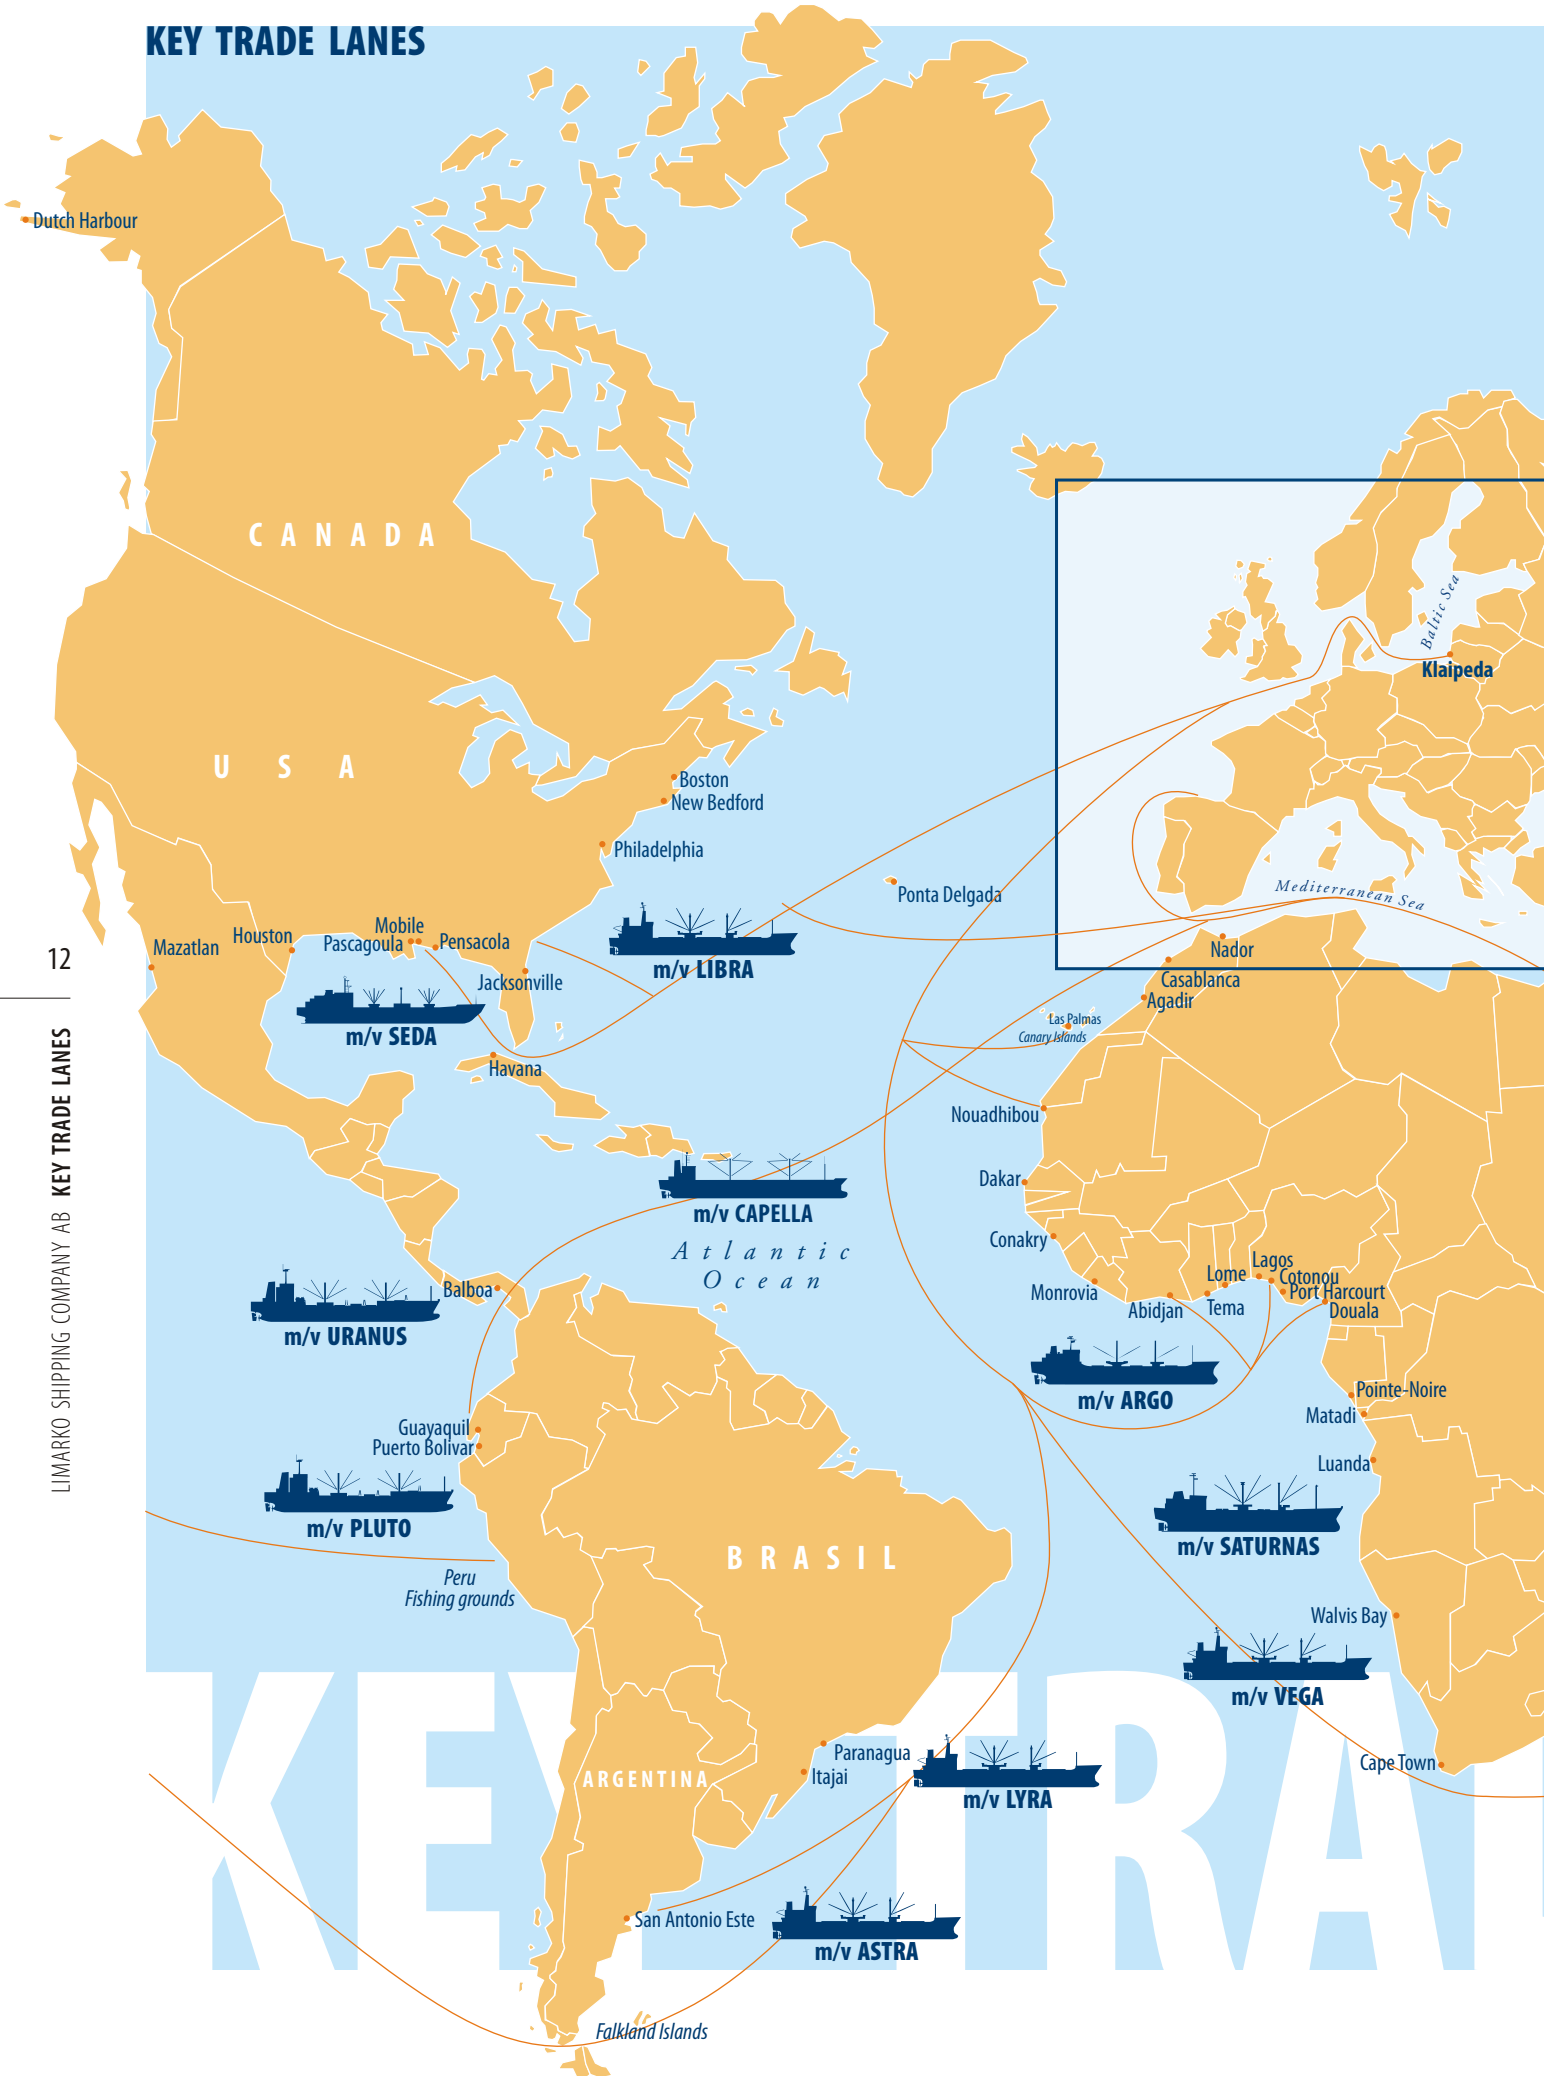 KEY TRADE LANES
Dutch Harbour
CANADA
Baltic Sea
Klaipeda
USA
Boston
New Bedford
Philadelphia
Ponta Delgada
Mediterranean Sea
Mobile
Houston
Pascagoula
Pensacola
Mazatlan
Nador
12
m/v LIBRA
Jacksonville
Casablanca
Agadir
Las Palmas
Canary Islands
m/v SEDA
Havana
Nouadhibou
Dakar
m/v CAPELLA
Conakry
Atlantic
Ocean
Lagos
Lome
Cotonou
Balboa
Monrovia
Port Harcourt
Abidjan
Tema
Douala
m/v URANUS
Pointe-Noire
m/v ARGO
Matadi
Guayaquil
Puerto Bolivar
Luanda
m/v PLUTO
m/v SATURNAS
BRASIL
Peru
Fishing grounds
Walvis Bay
m/v VEGA
Paranagua
Cape Town
Itajai
ARGENTINA
m/v LYRA
San Antonio Este
m/v ASTRA
Falkland Islands
KEY TRA
LIMARKO SHIPPING COMPANY AB KEY TRADE LANES